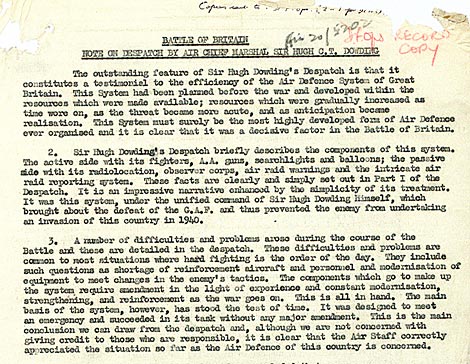 BATTLE OF BRITAIN
NOTE ON DESPATCH BY AIR CHIEF MARSHAL SIR HUGH C.T. DOWDING
RECORD
COPY
The outstanding feature of Sir Hugh Dowding's Despatch is that it
constitutes a testimonial to the efficiency of the Air Defence System of Great
Britain. This System had been planned before the war and developed within the
resources which were made available; resources which were gradually increased as
time wore on, as the threat became more acute, and as anticipation became
realisation. This System must surely be the most highly developed form of Air Defence
ever organised and it is clear that it was a decisive factor in the Battle of Britain.
2. Sir Hugh Dowding's Despatch briefly describes the components of this system.
The active side with its fighters, A.A. guns, searchlights and balloons; the passive
side with its radiolocation, observer corps, air raid warnings and the intricate air
raid reporting system. These facts are clearly and simply set out in Part I of the
Despatch. It is an impressive narrative enhanced by the simplicity of its treatment.
It was this system, under the unified command of Sir Hugh Dowding Himself, which
brought about the defeat of the G.A.F. and thus prevented the enemy from undertaking
an invasion of this country in 1940.
3. A number of difficulties and problems arose during the course of the
Battle and these are detailed in the despatch. These difficulties and problems are
common to most situations where hard fighting is the order of the day. They include
such questions as shortage of reinforcement aircraft and personnel and modernisation of
equipment to meet changes in the enemy's tactics. The components which go to make up
the system require amendment in the light of experience and constant modernisation,
strengthening, and reinforcement as the war goes on. This is all in hand. The main
basis of the system, however, has stood the test of time. It was designed to meet
an emergency and succeeded in its task without any major amendment. This is the main
conclusion we can draw from the despatch and, although we are not concerned with
giving credit to those who are responsible, it is clear that the Air Staff correctly
appreciated the situation so far as the Air Defence of this country is concerned.